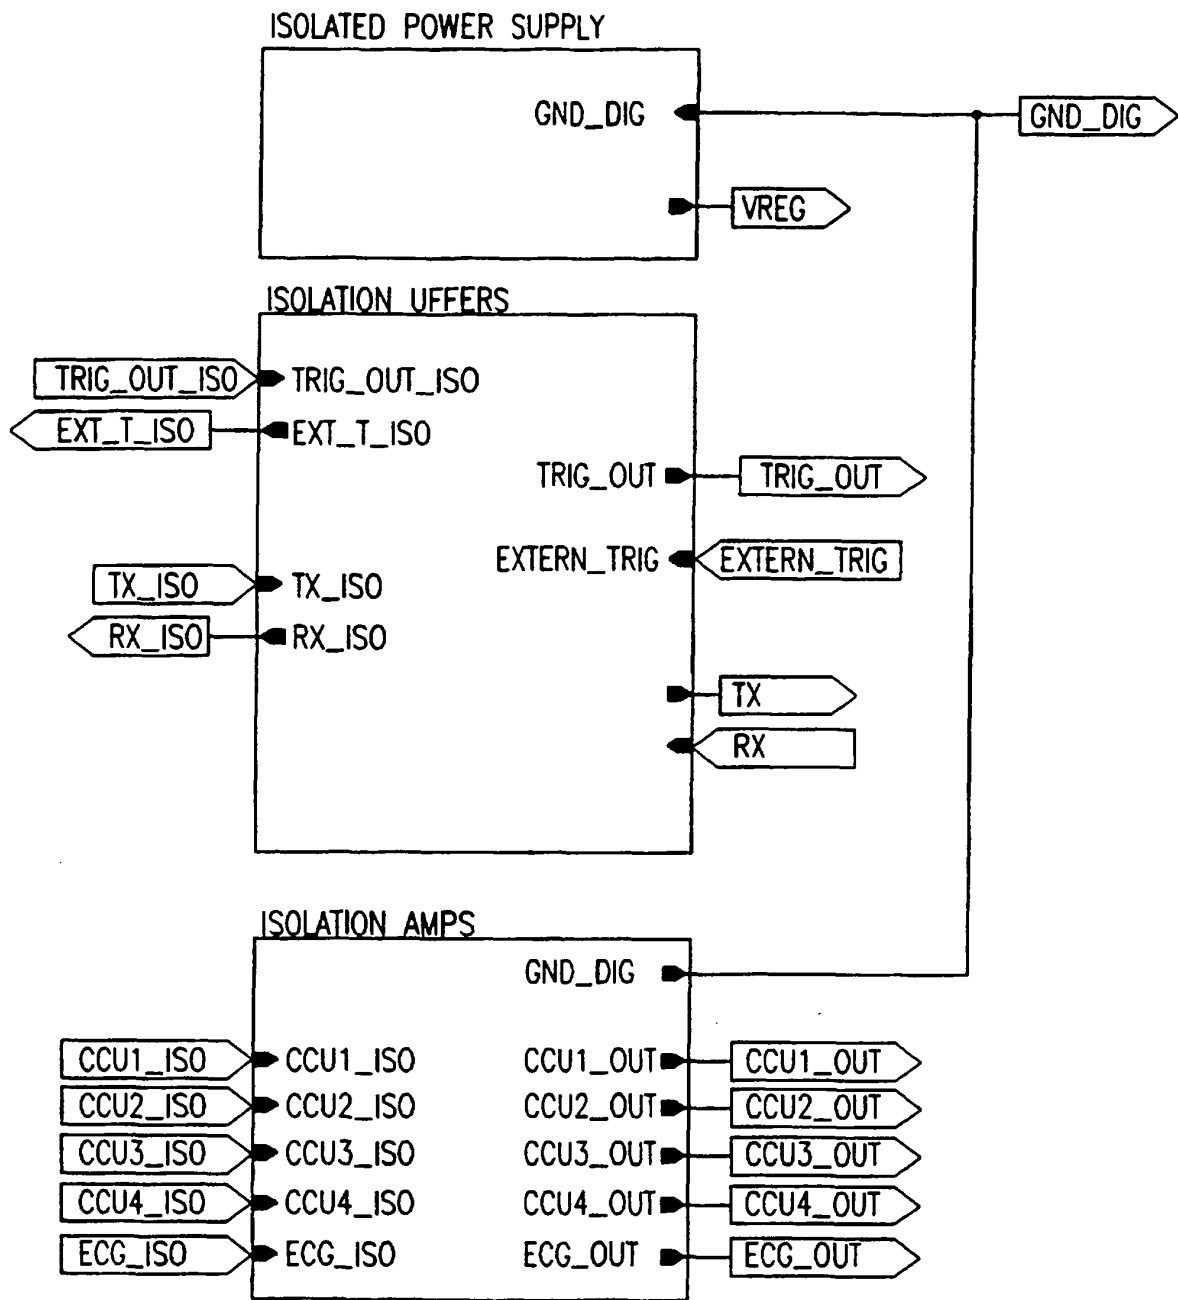 ISOLATED POWER SUPPLY
GND_DIG
GND_DIG
VREG
ISOLATION UFFERS
TRIG_OUT_ISO
TRIG_OUT_ISO
EXT_T_ISO
EXT_T_ISO
TRIG_OUT
TRIG_OUT
EXTERN_TRIG
EXTERN_TRIG
TX_ISO
TX_ISO
RX_ISO
RX_ISO
TX
RX
ISOLATION AMPS
GND_DIG
CCU1_ISO
CCU1_ISO
CCU1_OUT
CCU1_OUT
CCU2_ISO
CCU2_ISO
CCU2_OUT
CCU2_OUT
CCU3_ISO
CCU3_ISO
CCU3_OUT
CCU3_OUT
CCU4_ISO
CCU4_ISO
CCU4_OUT
CCU4_OUT
ECG_ISO
ECG_ISO
ECG_OUT
ECG_OUT